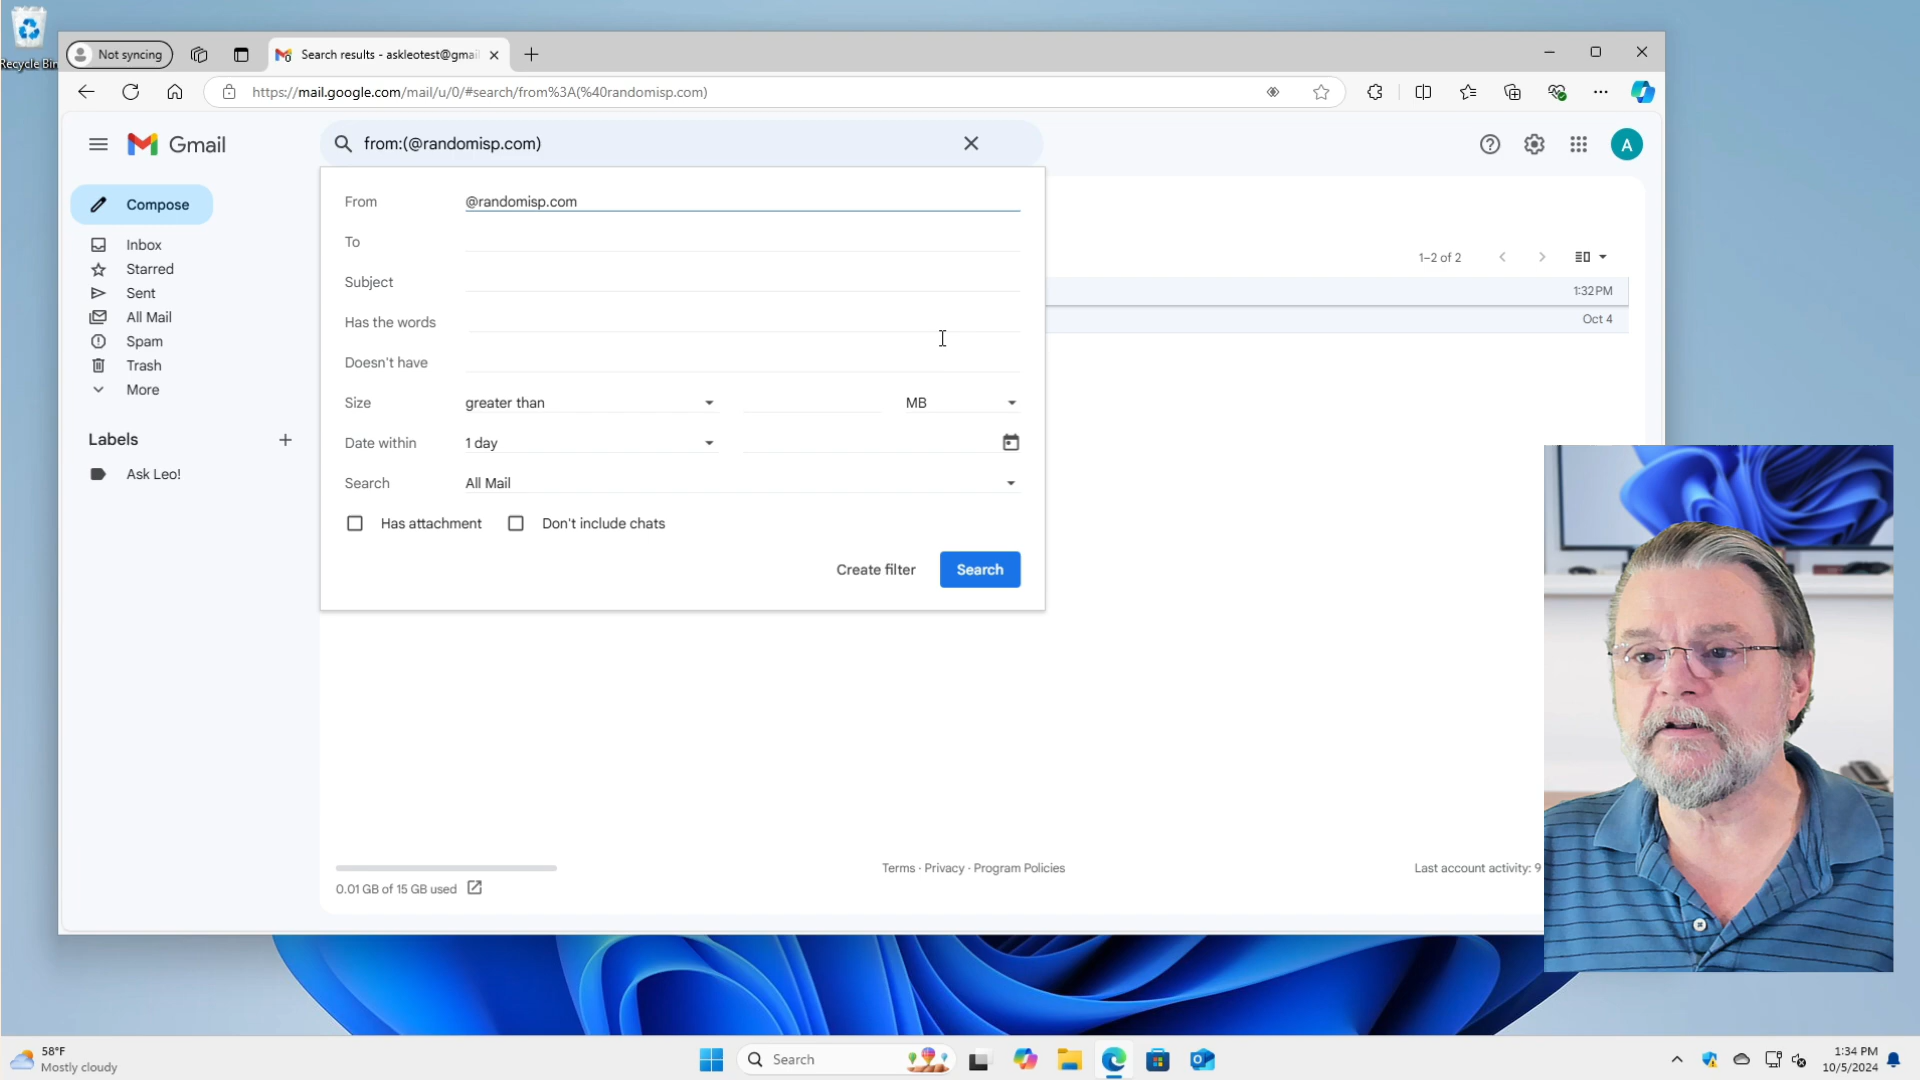 Recycle Bin
Not syncing
Search results - askleotest@gmai
https://mail.google.com/mail/u/0/#search/from%3A(%40randomisp.com)
Gmail
from:(@randomisp.com)
A
Compose
Inbox
Starred
Sent
All Mail
Spam
Trash
More
Labels
Ask Leo!
From @randomisp.com
To
Subject
Has the words
Doesn't have
Size greater than MB
Date within 1 day
Search All Mail
Has attachment Don't include chats
Create filter Search
1–2 of 2
1:32 PM
Oct 4
0.01 GB of 15 GB used
Terms · Privacy · Program Policies
Last account activity: 9
58°F
Mostly cloudy
Search
1:34 PM
10/5/2024